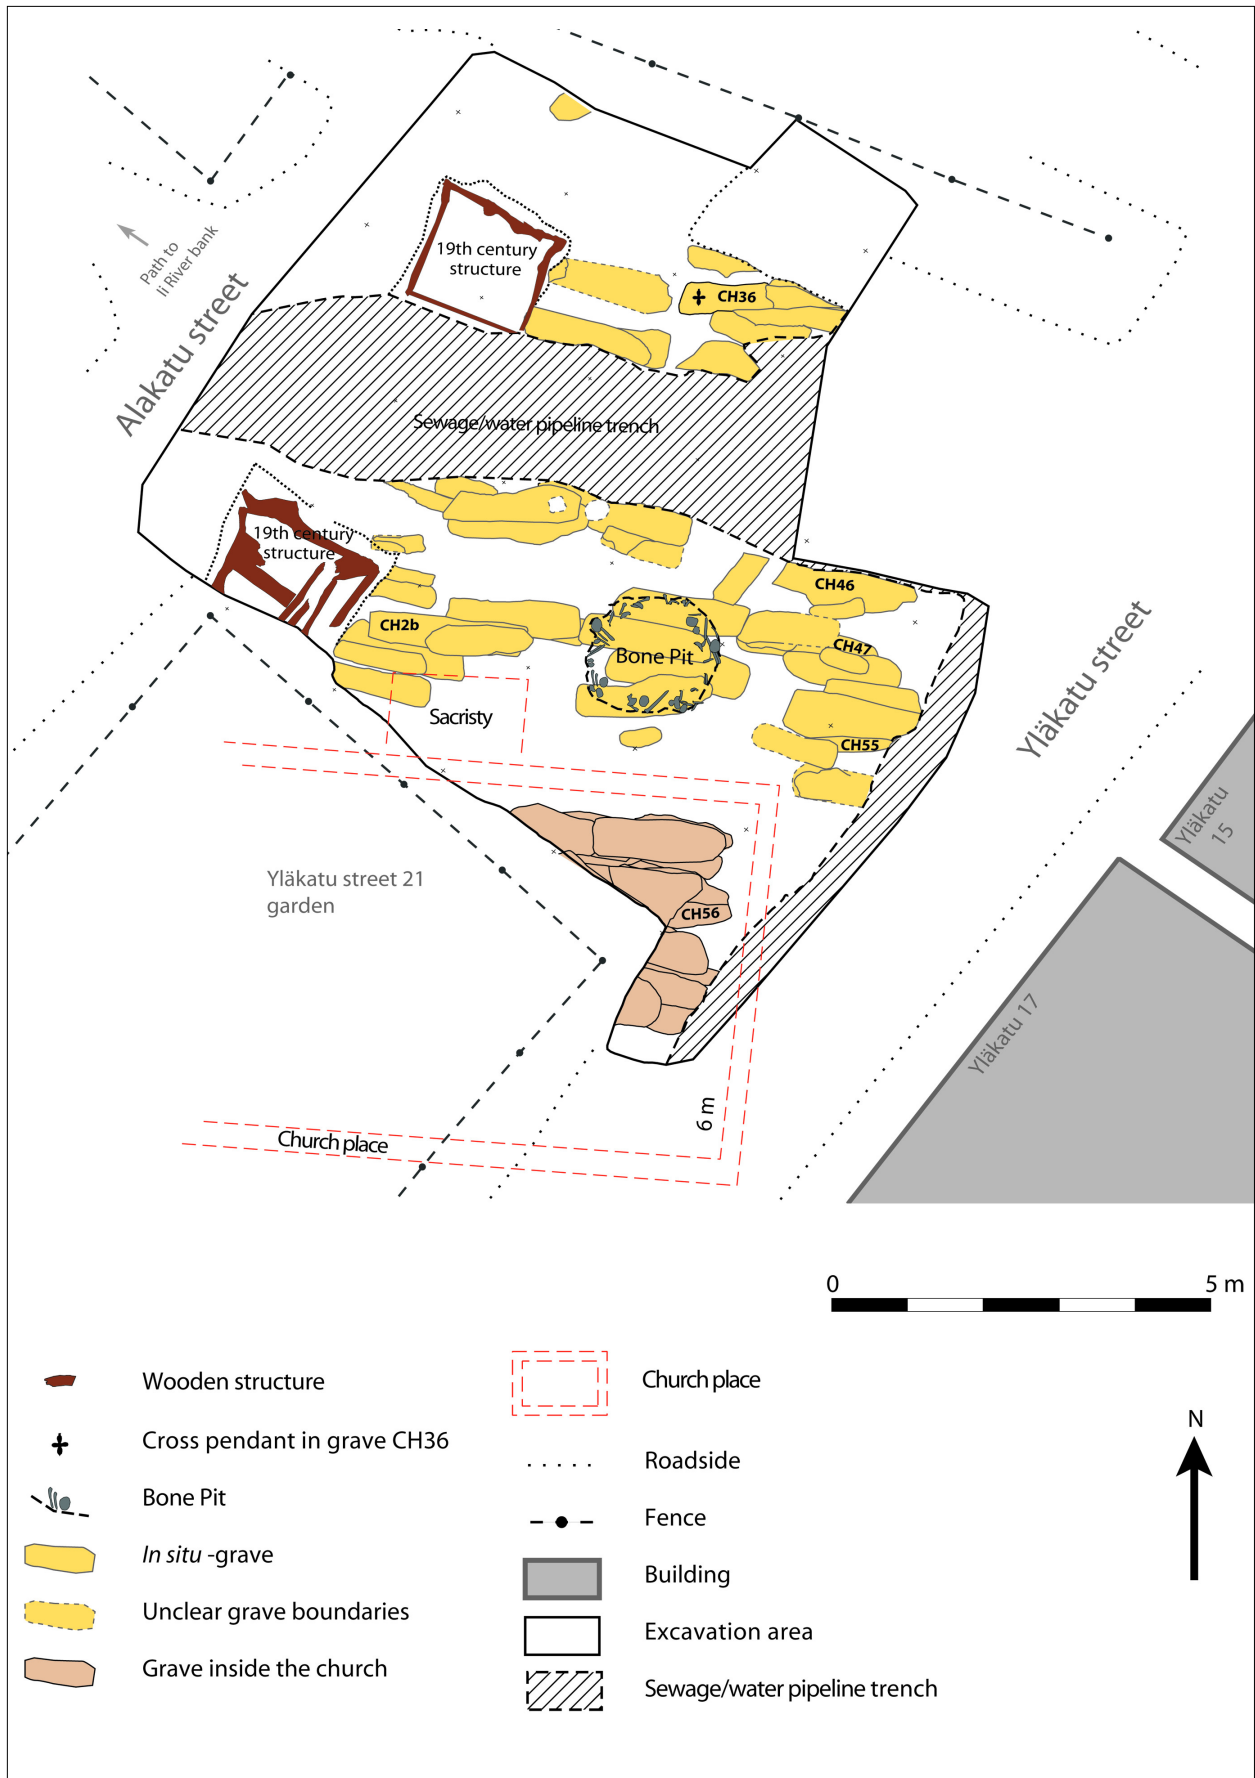 19th century
structure
Path to
Ii River bank
CH36
Alakatu street
Sewage/water pipeline trench
19th century
structure
CH46
CH2b
CH47
Bone Pit
Sacristy
Yläkatu street
CH55
Yläkatu
15
Yläkatu street 21
garden
CH56
Yläkatu 17
6 m
Church place
0
5 m
Wooden structure
Cross pendant in grave CH36
Bone Pit
In situ -grave
Unclear grave boundaries
Grave inside the church
Church place
Roadside
Fence
Building
Excavation area
Sewage/water pipeline trench
N